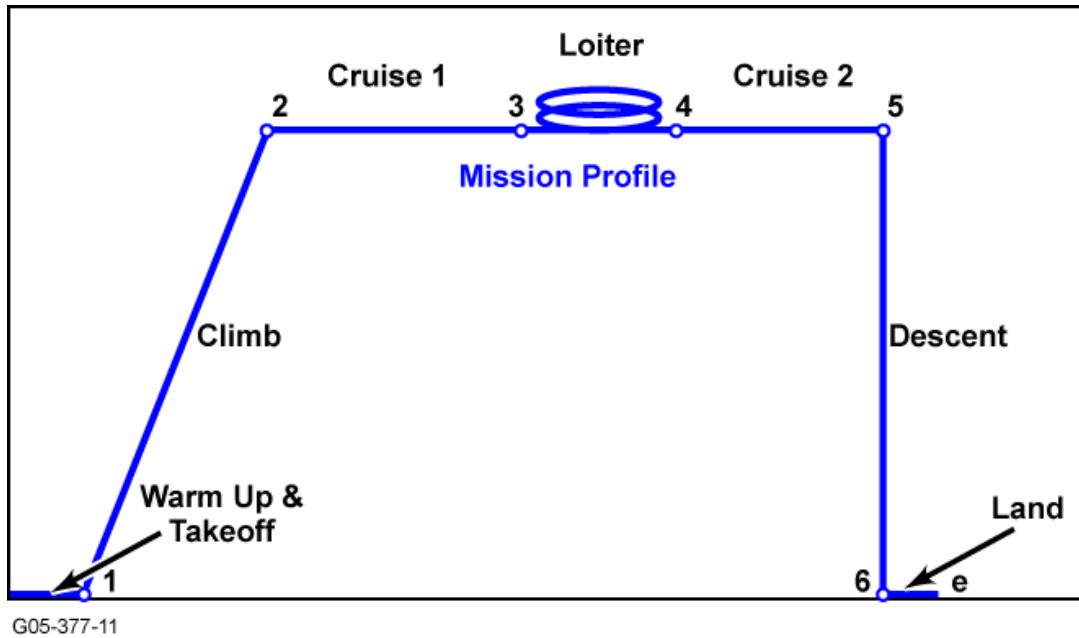 Loiter
Cruise 1
Cruise 2
2
3
4
5
Mission Profile
Climb
Descent
Warm Up &
Takeoff
Land
1
6
e
G05-377-11